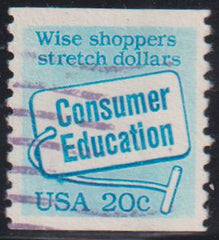 Wise shoppers
stretch dollars
Consumer
Education
USA 20c